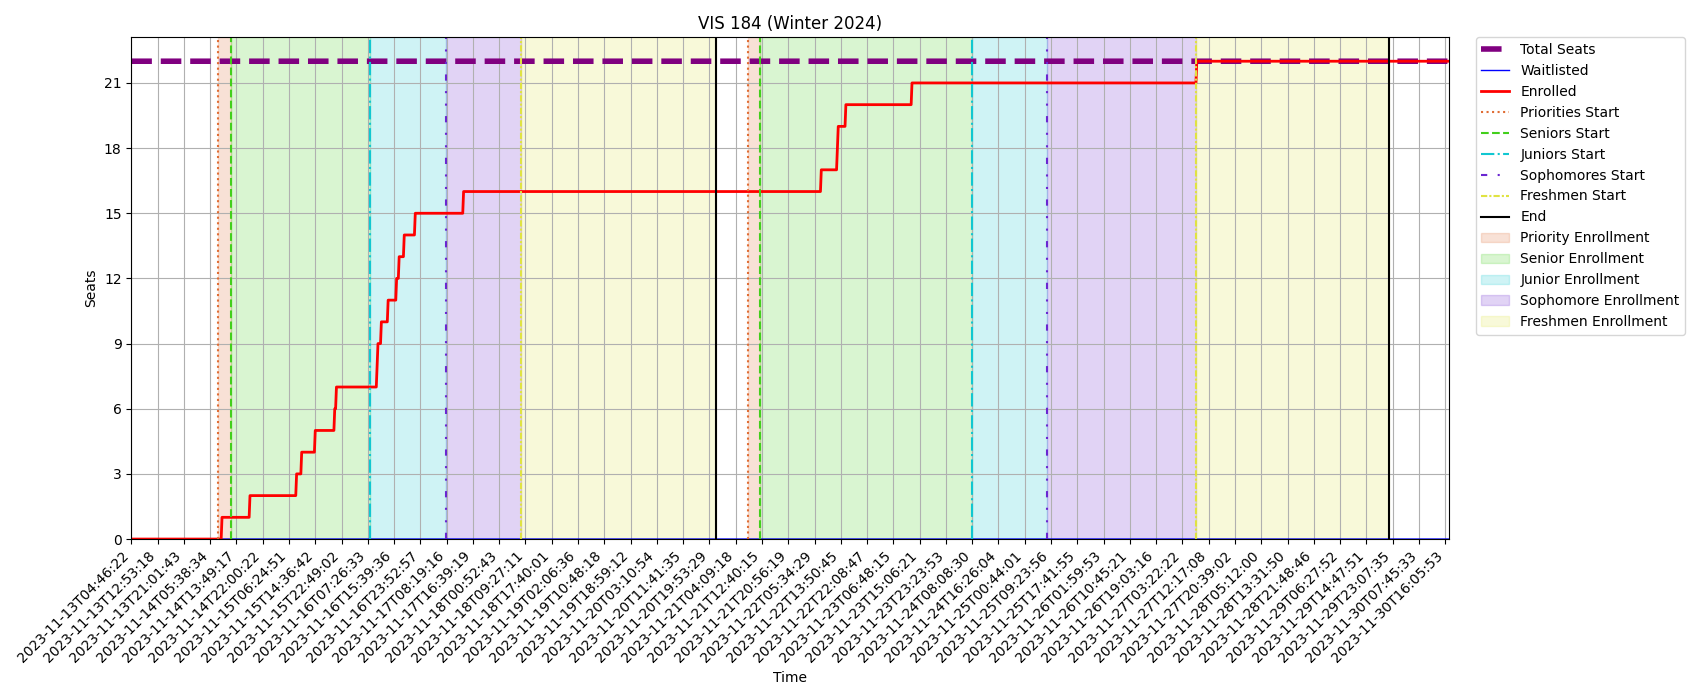 VIS 184 (Winter 2024)
Total Seats
Waitlisted
Enrolled
Priorities Start
Seniors Start
Juniors Start
Sophomores Start
Freshmen Start
End
Priority Enrollment
Senior Enrollment
Junior Enrollment
Sophomore Enrollment
Freshmen Enrollment
Seats
21
18
15
12
9
6
3
0
2023-11-13T04:46:22
2023-11-13T12:53:18
2023-11-13T21:01:43
2023-11-14T05:38:34
2023-11-14T13:49:17
2023-11-14T22:00:22
2023-11-15T06:24:51
2023-11-15T14:36:42
2023-11-15T22:49:02
2023-11-16T07:26:33
2023-11-16T15:39:36
2023-11-16T23:52:57
2023-11-17T08:19:16
2023-11-17T16:39:19
2023-11-18T00:52:43
2023-11-18T09:27:11
2023-11-18T17:40:01
2023-11-19T02:06:36
2023-11-19T10:48:18
2023-11-19T18:59:12
2023-11-20T03:10:54
2023-11-20T11:41:35
2023-11-20T19:53:29
2023-11-21T04:09:18
2023-11-21T12:40:15
2023-11-21T20:56:19
2023-11-22T05:34:29
2023-11-22T13:50:45
2023-11-22T22:08:47
2023-11-23T06:48:15
2023-11-23T15:06:21
2023-11-23T23:23:53
2023-11-24T08:08:30
2023-11-24T16:26:04
2023-11-25T00:44:01
2023-11-25T09:23:56
2023-11-25T17:41:55
2023-11-26T01:59:53
2023-11-26T10:45:21
2023-11-26T19:03:16
2023-11-27T03:22:22
2023-11-27T12:17:08
2023-11-27T20:39:02
2023-11-28T05:12:00
2023-11-28T13:31:50
2023-11-28T21:48:46
2023-11-29T06:27:52
2023-11-29T14:47:51
2023-11-29T23:07:35
2023-11-30T07:45:33
2023-11-30T16:05:53
Time